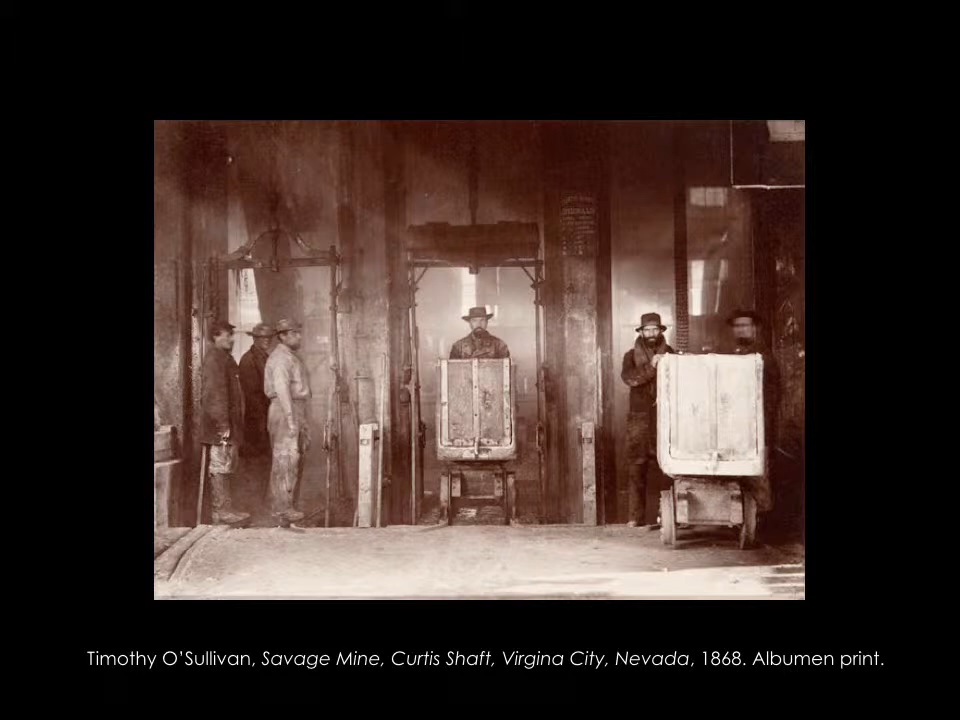 Timothy O’Sullivan, Savage Mine, Curtis Shaft, Virgina City, Nevada, 1868. Albumen print.